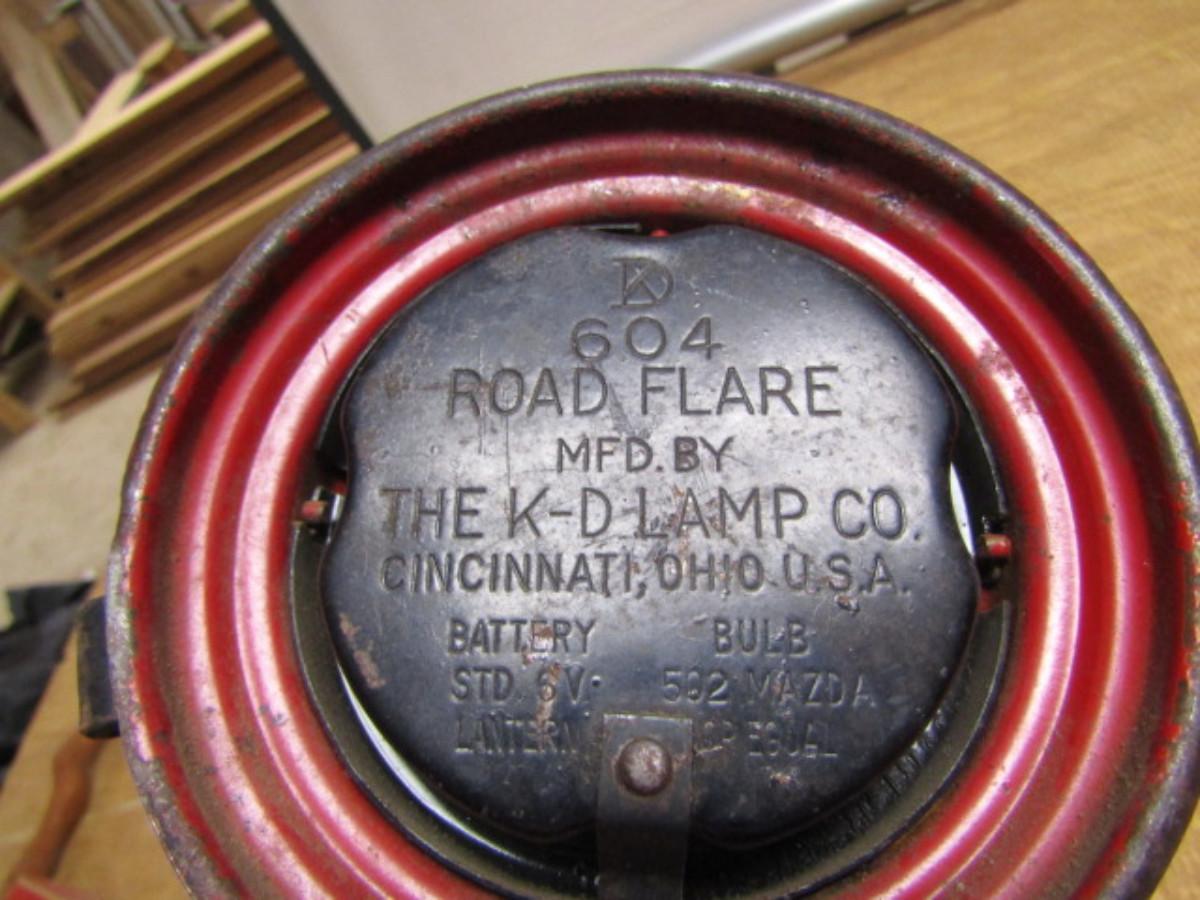 KD
604
ROAD FLARE
MFD. BY
THE K-D LAMP CO.
CINCINNATI, OHIO U.S.A.
BATTERY BULB
STD. 6V. 502 MAZDA
LANTERN OR EQUAL